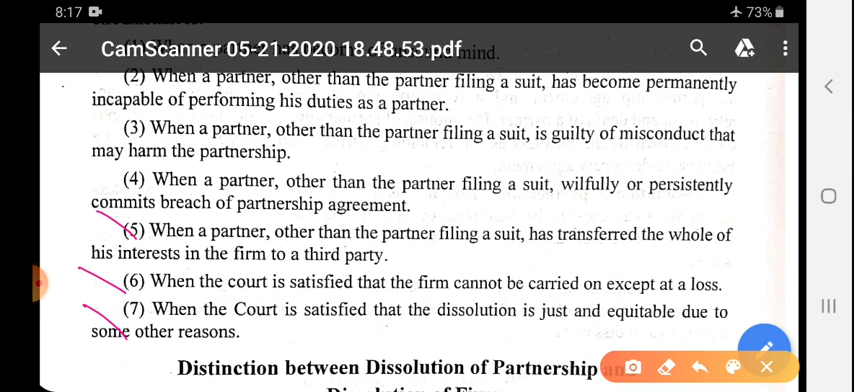 8:17
73%
CamScanner 05-21-2020 18.48.53.pdf
mind.
(2) When a partner, other than the partner filing a suit, has become permanently
incapable of performing his duties as a partner.
(3) When a partner, other than the partner filing a suit, is guilty of misconduct that
may harm the partnership.
(4) When a partner, other than the partner filing a suit, wilfully or persistently
commits breach of partnership agreement.
(5) When a partner, other than the partner filing a suit, has transferred the whole of
his interests in the firm to a third party.
(6) When the court is satisfied that the firm cannot be carried on except at a loss.
(7) When the Court is satisfied that the dissolution is just and equitable due to
some other reasons.
Distinction between Dissolution of Partnership